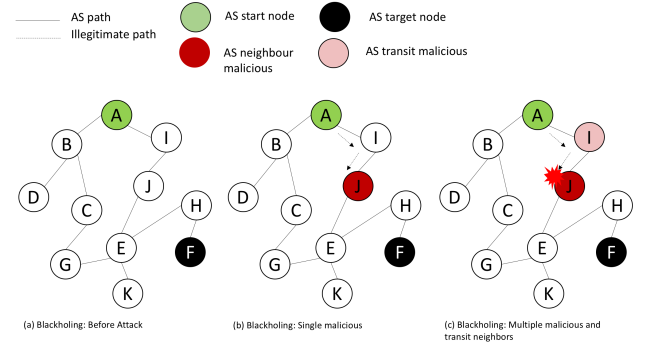 AS path
Illegitimate path
AS start node
AS target node
AS neighbour
malicious
AS transit malicious
A
B
I
D
C
J
H
G
E
F
K
(a) Blackholing: Before Attack
A
B
I
D
C
J
H
G
E
F
K
(b) Blackholing: Single malicious
A
B
I
D
C
J
H
G
E
F
K
(c) Blackholing: Multiple malicious and
transit neighbors